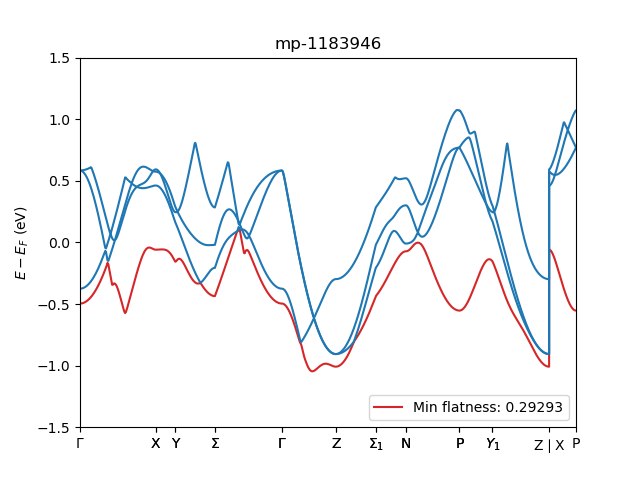 mp-1183946
E − E_F (eV)
1.5
1.0
0.5
0.0
−0.5
−1.0
−1.5
Min flatness: 0.29293
Γ X Y Σ Γ Z Σ₁ N P Y₁ Z | X P